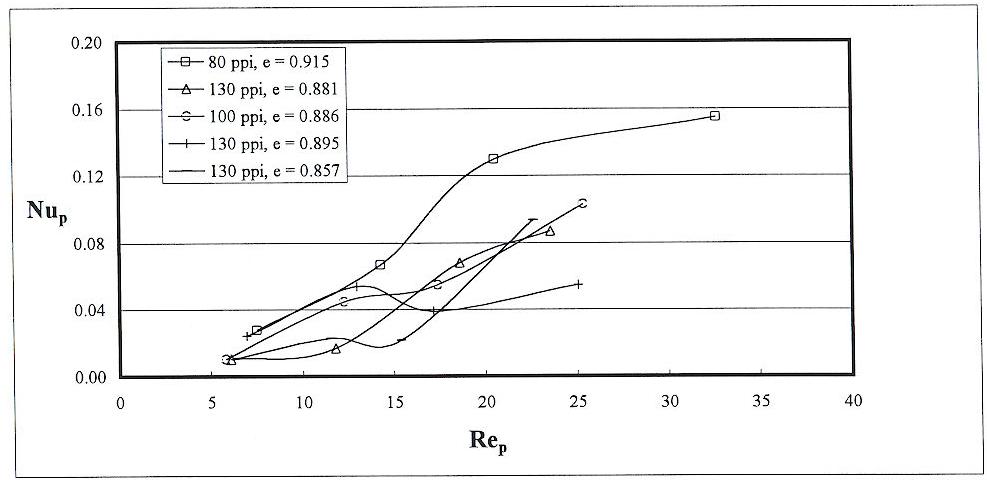 0.20
80 ppi, e = 0.915
130 ppi, e = 0.881
0.16
100 ppi, e = 0.886
130 ppi, e = 0.895
130 ppi, e = 0.857
0.12
Nup
0.08
0.04
0.00
0 5 10 15 20 25 30 35 40
Rep